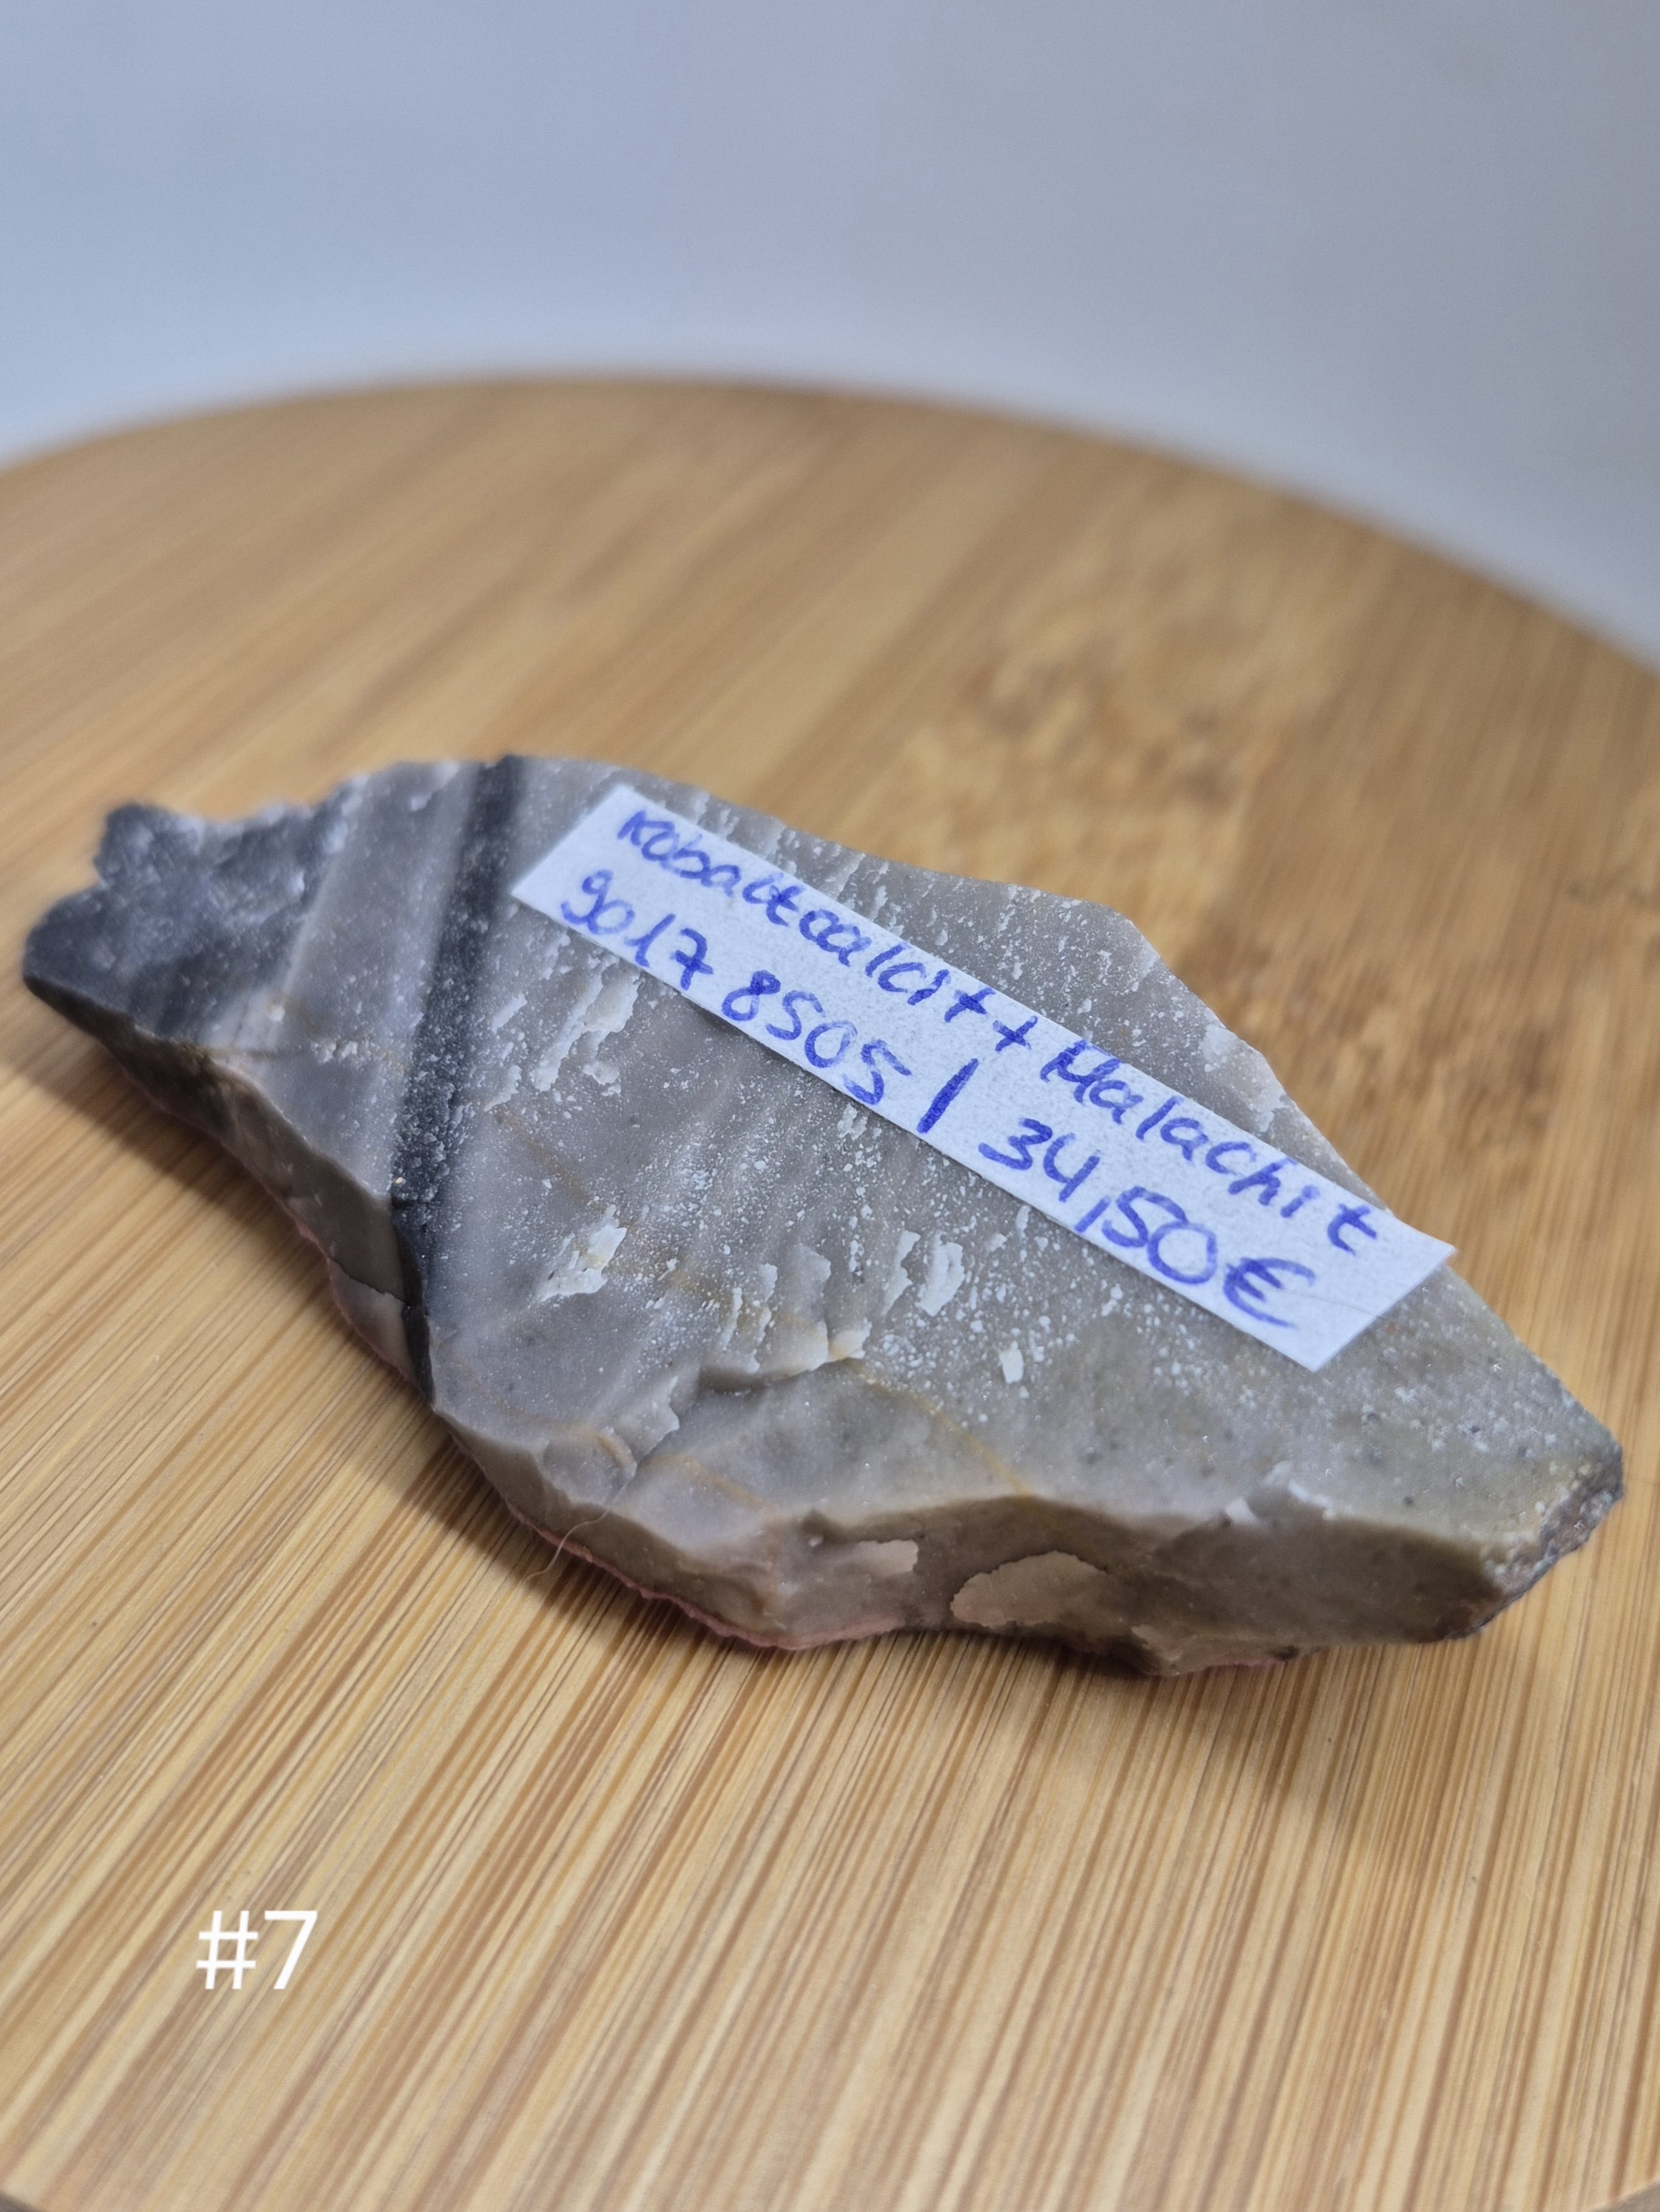 Kobaltcalcit + Malachit
9017 8505 | 34,50€
#7